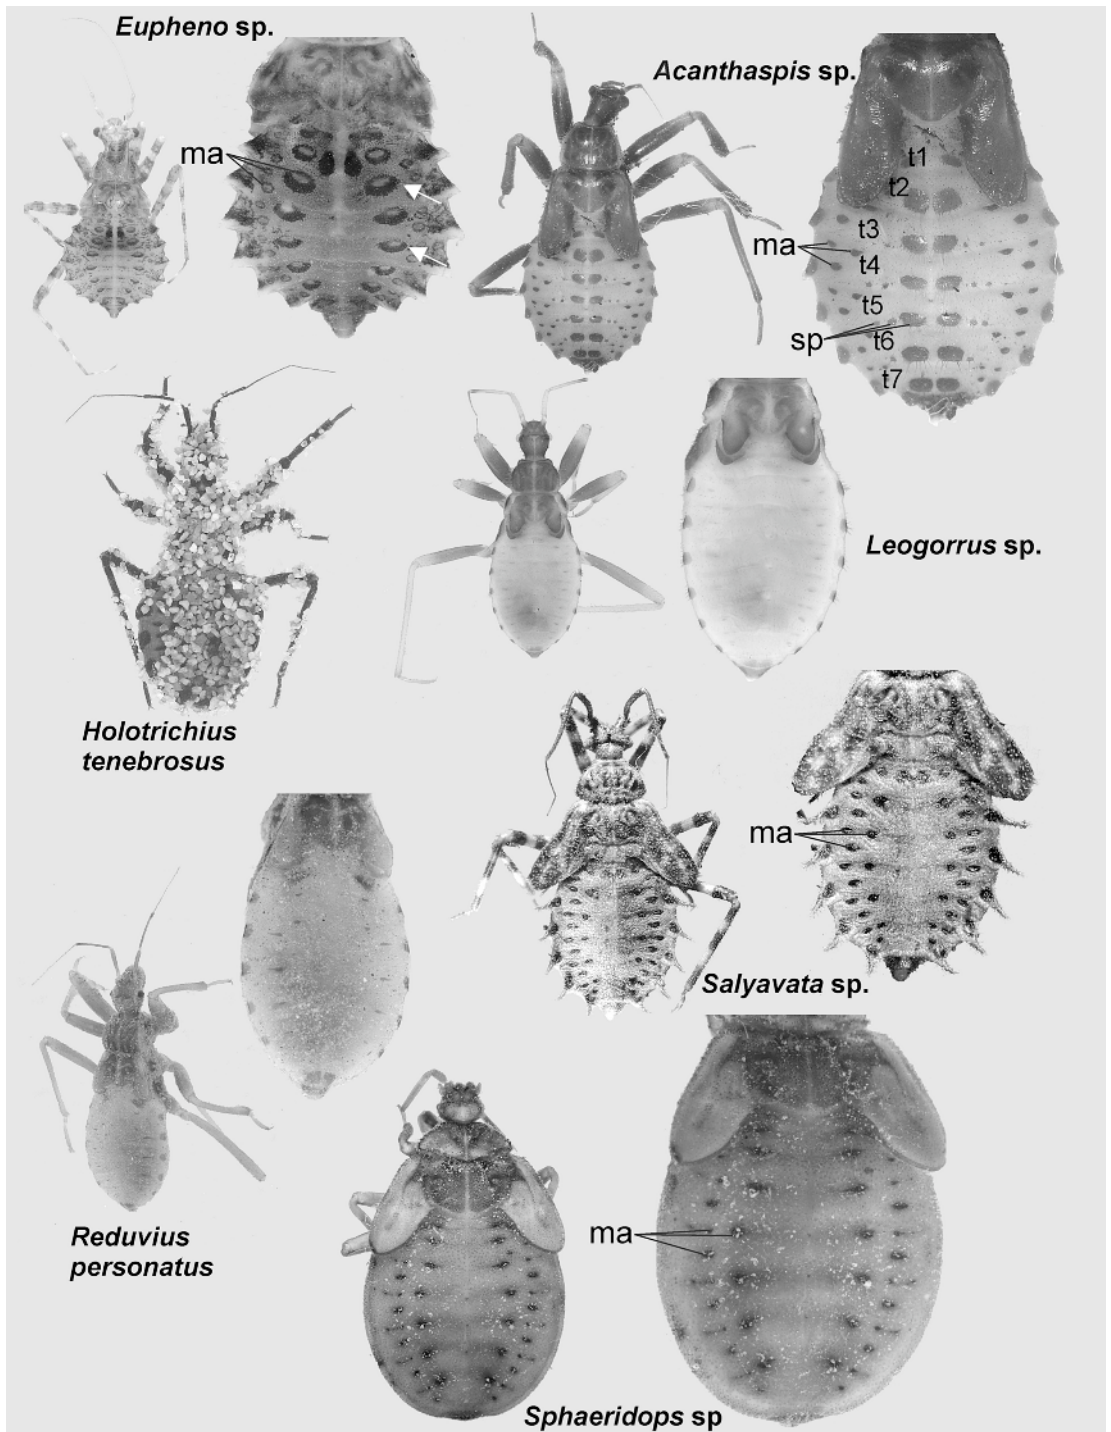 Eupheno sp.
ma
Acanthaspis sp.
t1
t2
t3
ma
t4
t5
sp
t6
t7
Leogorrus sp.
Holotrichius
tenebrosus
ma
Salyavata sp.
Reduvius
personatus
ma
Sphaeridops sp